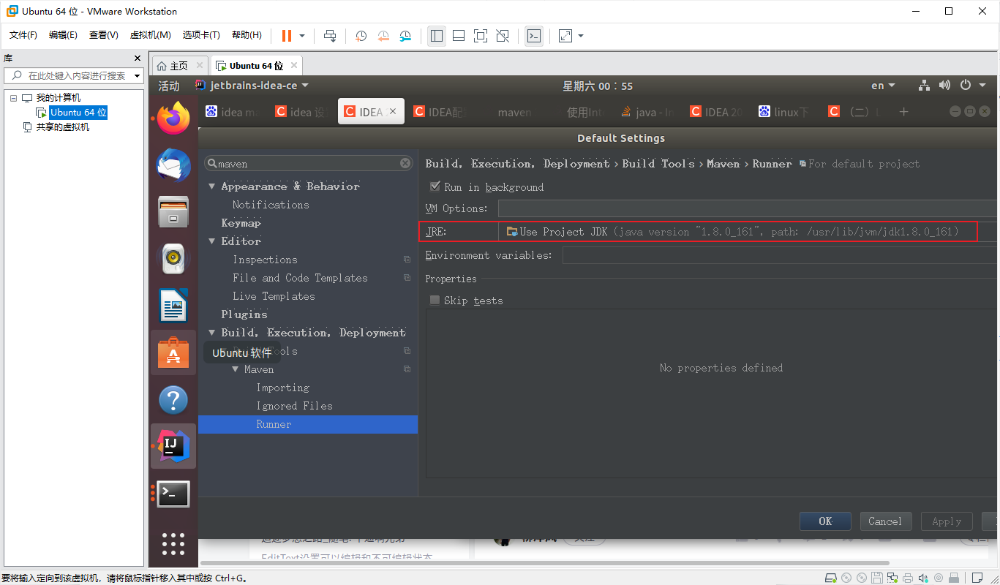 Ubuntu 64 位 - VMware Workstation
文件(F) 编辑(E) 查看(V) 虚拟机(M) 选项卡(T) 帮助(H)
库
在此处键入内容进行搜索
我的计算机
Ubuntu 64 位
共享的虚拟机
主页 Ubuntu 64 位
活动 jetbrains-idea-ce 星期六 00：55 en
idea ma idea 设 IDEA IDEA配 maven 使用Int java - In IDEA 20 linux下 （二）
Default Settings
maven
Appearance & Behavior
Notifications
Keymap
Editor
Inspections
File and Code Templates
Live Templates
Plugins
Build, Execution, Deployment
Tools
Ubuntu 软件
Maven
Importing
Ignored Files
Runner
Build, Execution, Deployment › Build Tools › Maven › Runner For default project
Run in background
VM Options:
JRE: Use Project JDK (java version "1.8.0_161", path: /usr/lib/jvm/jdk1.8.0_161)
Environment variables:
Properties
Skip tests
No properties defined
OK Cancel Apply
EditText设置可以编辑和不可编辑状态
要将输入定向到该虚拟机，请将鼠标指针移入其中或按 Ctrl+G。